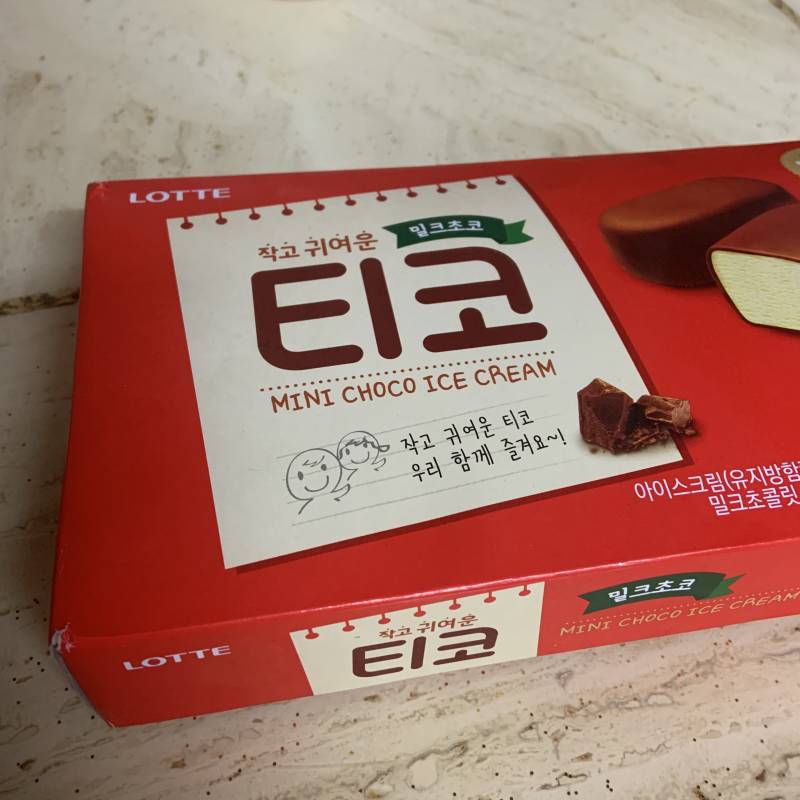 LOTTE
작고 귀여운
밀크초코
티코
MINI CHOCO ICE CREAM
작고 귀여운 티코
우리 함께 즐겨요~!
아이스크림(유지방함
밀크초콜릿
LOTTE
작고 귀여운
티코
밀크초코
MINI CHOCO ICE CREAM